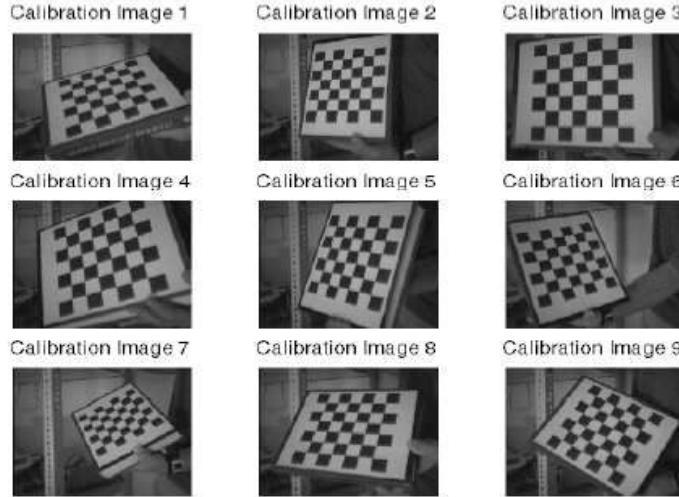 Calibration Image 1
Calibration Image 2
Calibration Image 3
Calibration Image 4
Calibration Image 5
Calibration Image 6
Calibration Image 7
Calibration Image 8
Calibration Image 9